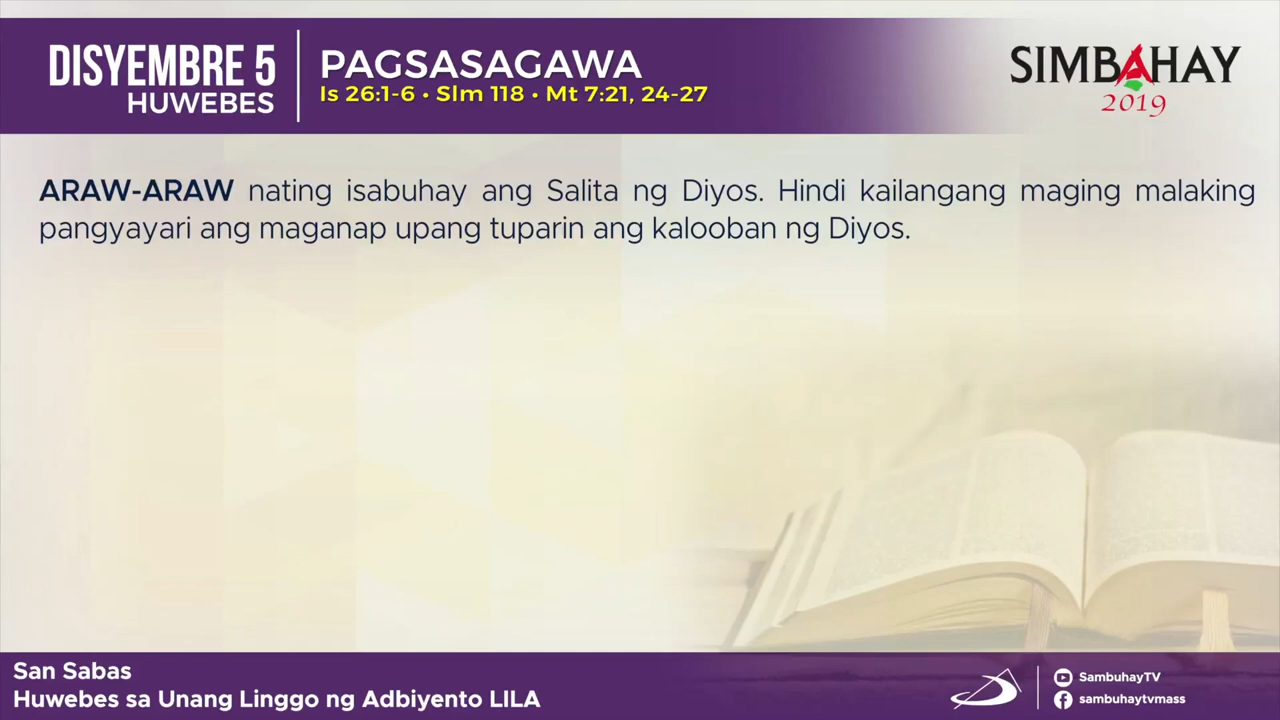 DISYEMBRE 5
HUWEBES
PAGSASAGAWA
Is 26:1-6 • Slm 118 • Mt 7:21, 24-27
SIMBAHAY
2019
ARAW-ARAW nating isabuhay ang Salita ng Diyos. Hindi kailangang maging malaking
pangyayari ang maganap upang tuparin ang kalooban ng Diyos.
San Sabas
Huwebes sa Unang Linggo ng Adbiyento LILA
SambuhayTV
sambuhaytvmass